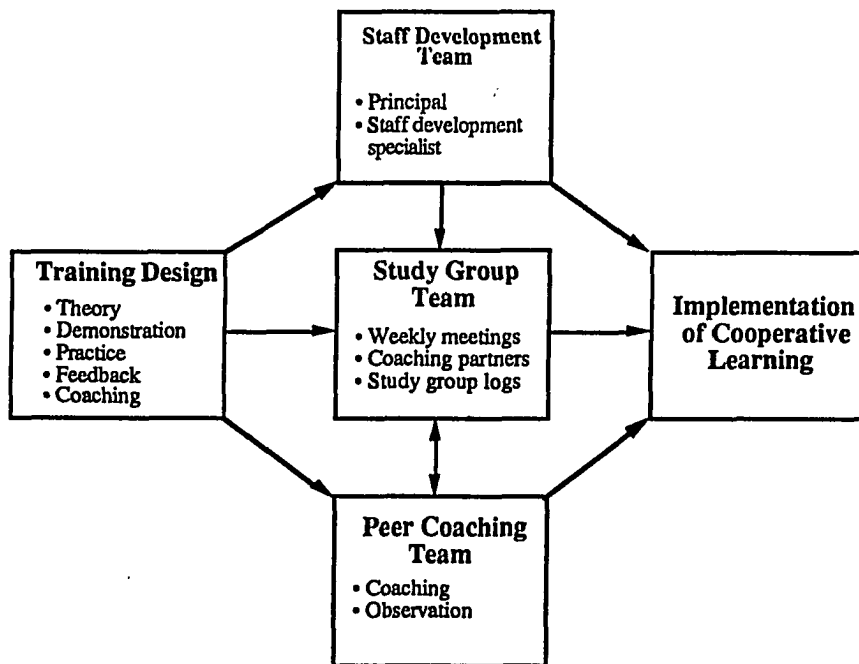 Staff Development
Team
• Principal
• Staff development
specialist
Training Design
• Theory
• Demonstration
• Practice
• Feedback
• Coaching
Study Group
Team
• Weekly meetings
• Coaching partners
• Study group logs
Implementation
of Cooperative
Learning
Peer Coaching
Team
• Coaching
• Observation